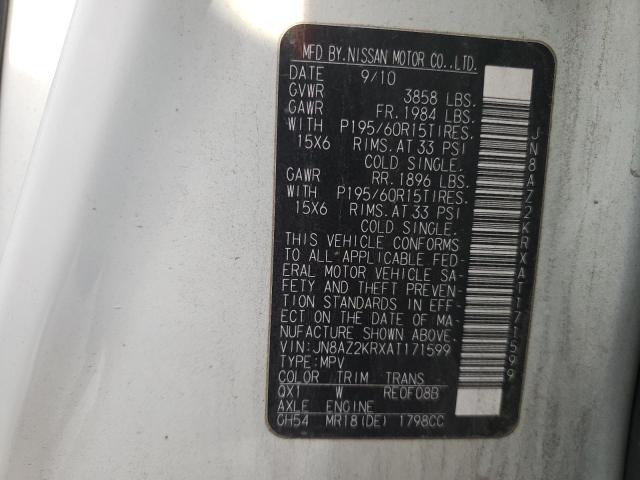 MFD BY.NISSAN MOTOR CO.,LTD.
DATE 9/10
GVWR 3858 LBS.
GAWR FR. 1984 LBS.
WITH P195/60R15TIRES.
15X6 RIMS.AT 33 PSI
COLD SINGLE.
GAWR RR. 1896 LBS.
WITH P195/60R15TIRES.
15X6 RIMS.AT 33 PSI
COLD SINGLE.
THIS VEHICLE CONFORMS
TO ALL APPLICABLE FED-
ERAL MOTOR VEHICLE SA-
FETY AND THEFT PREVEN-
TION STANDARDS IN EFF-
ECT ON THE DATE OF MA-
NUFACTURE SHOWN ABOVE.
VIN:JN8AZ2KRXAT171599
TYPE:MPV
COLOR TRIM TRANS
QX1 W RE0F08B
AXLE ENGINE
GH54 MR18(DE) 1798CC
JN8AZ2KRXAT171599